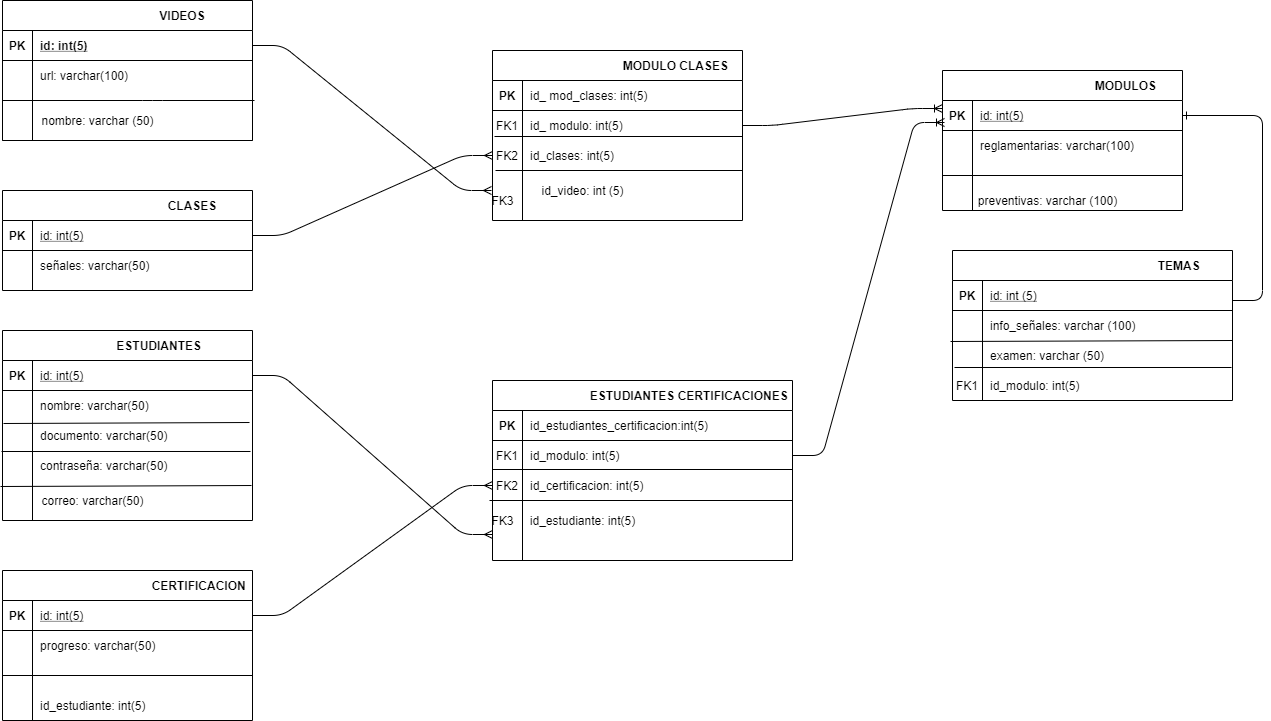 VIDEOS
PK id: int(5)
url: varchar(100)
nombre: varchar (50)
CLASES
PK id: int(5)
señales: varchar(50)
ESTUDIANTES
PK id: int(5)
nombre: varchar(50)
documento: varchar(50)
contraseña: varchar(50)
correo: varchar(50)
CERTIFICACION
PK id: int(5)
progreso: varchar(50)
id_estudiante: int(5)
MODULO CLASES
PK id_ mod_clases: int(5)
FK1 id_ modulo: int(5)
FK2 id_clases: int(5)
FK3 id_video: int (5)
ESTUDIANTES CERTIFICACIONES
PK id_estudiantes_certificacion:int(5)
FK1 id_modulo: int(5)
FK2 id_certificacion: int(5)
FK3 id_estudiante: int(5)
MODULOS
PK id: int(5)
reglamentarias: varchar(100)
preventivas: varchar (100)
TEMAS
PK id: int (5)
info_señales: varchar (100)
examen: varchar (50)
FK1 id_modulo: int(5)